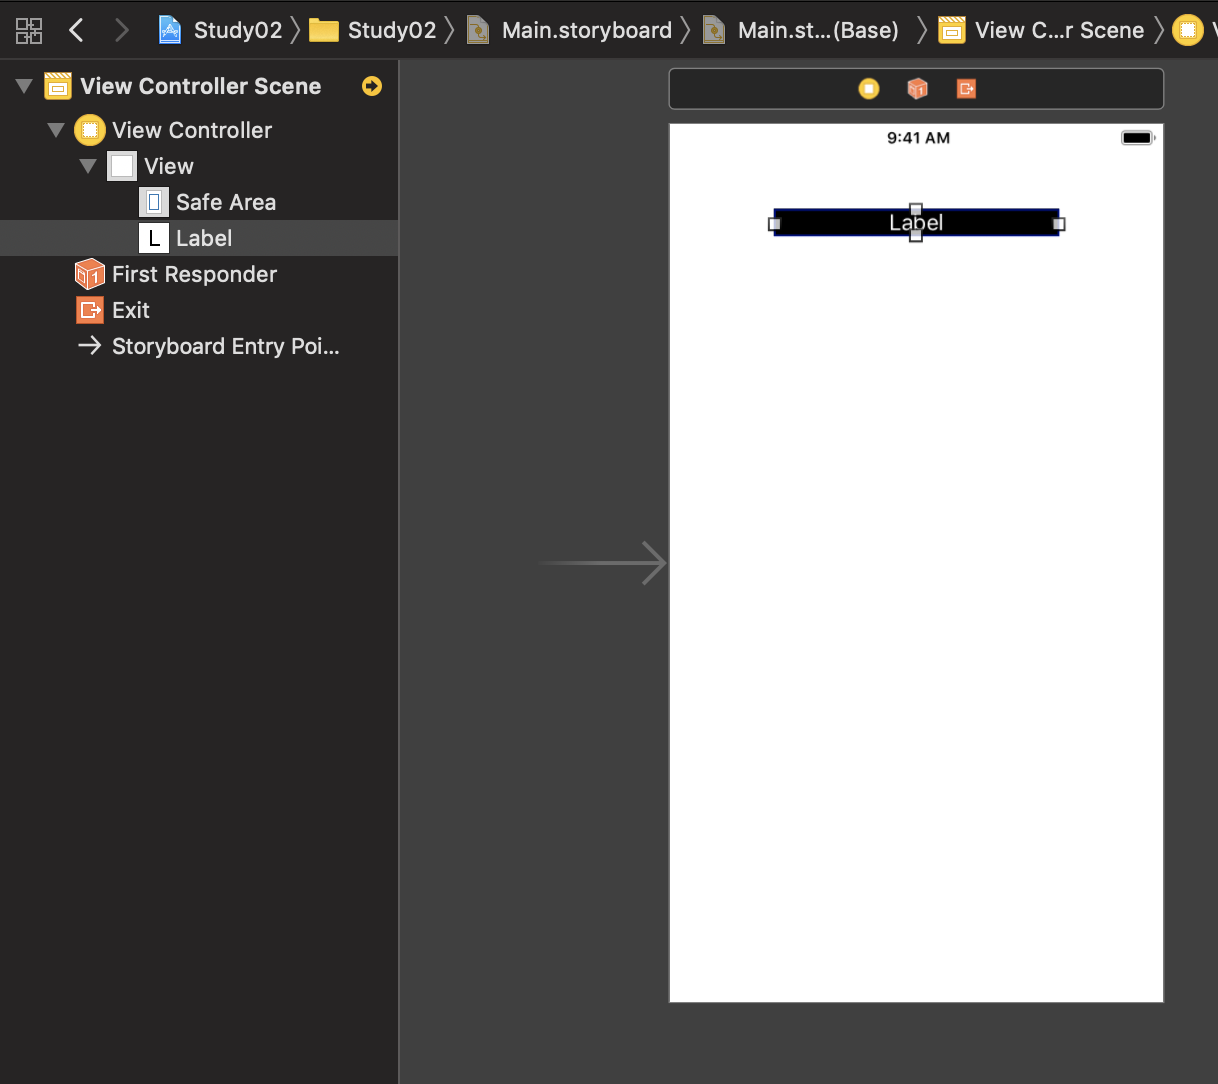 Study02 Study02 Main.storyboard Main.st...(Base) View C...r Scene
View Controller Scene
View Controller
View
Safe Area
L Label
First Responder
Exit
Storyboard Entry Poi...
9:41 AM
Label